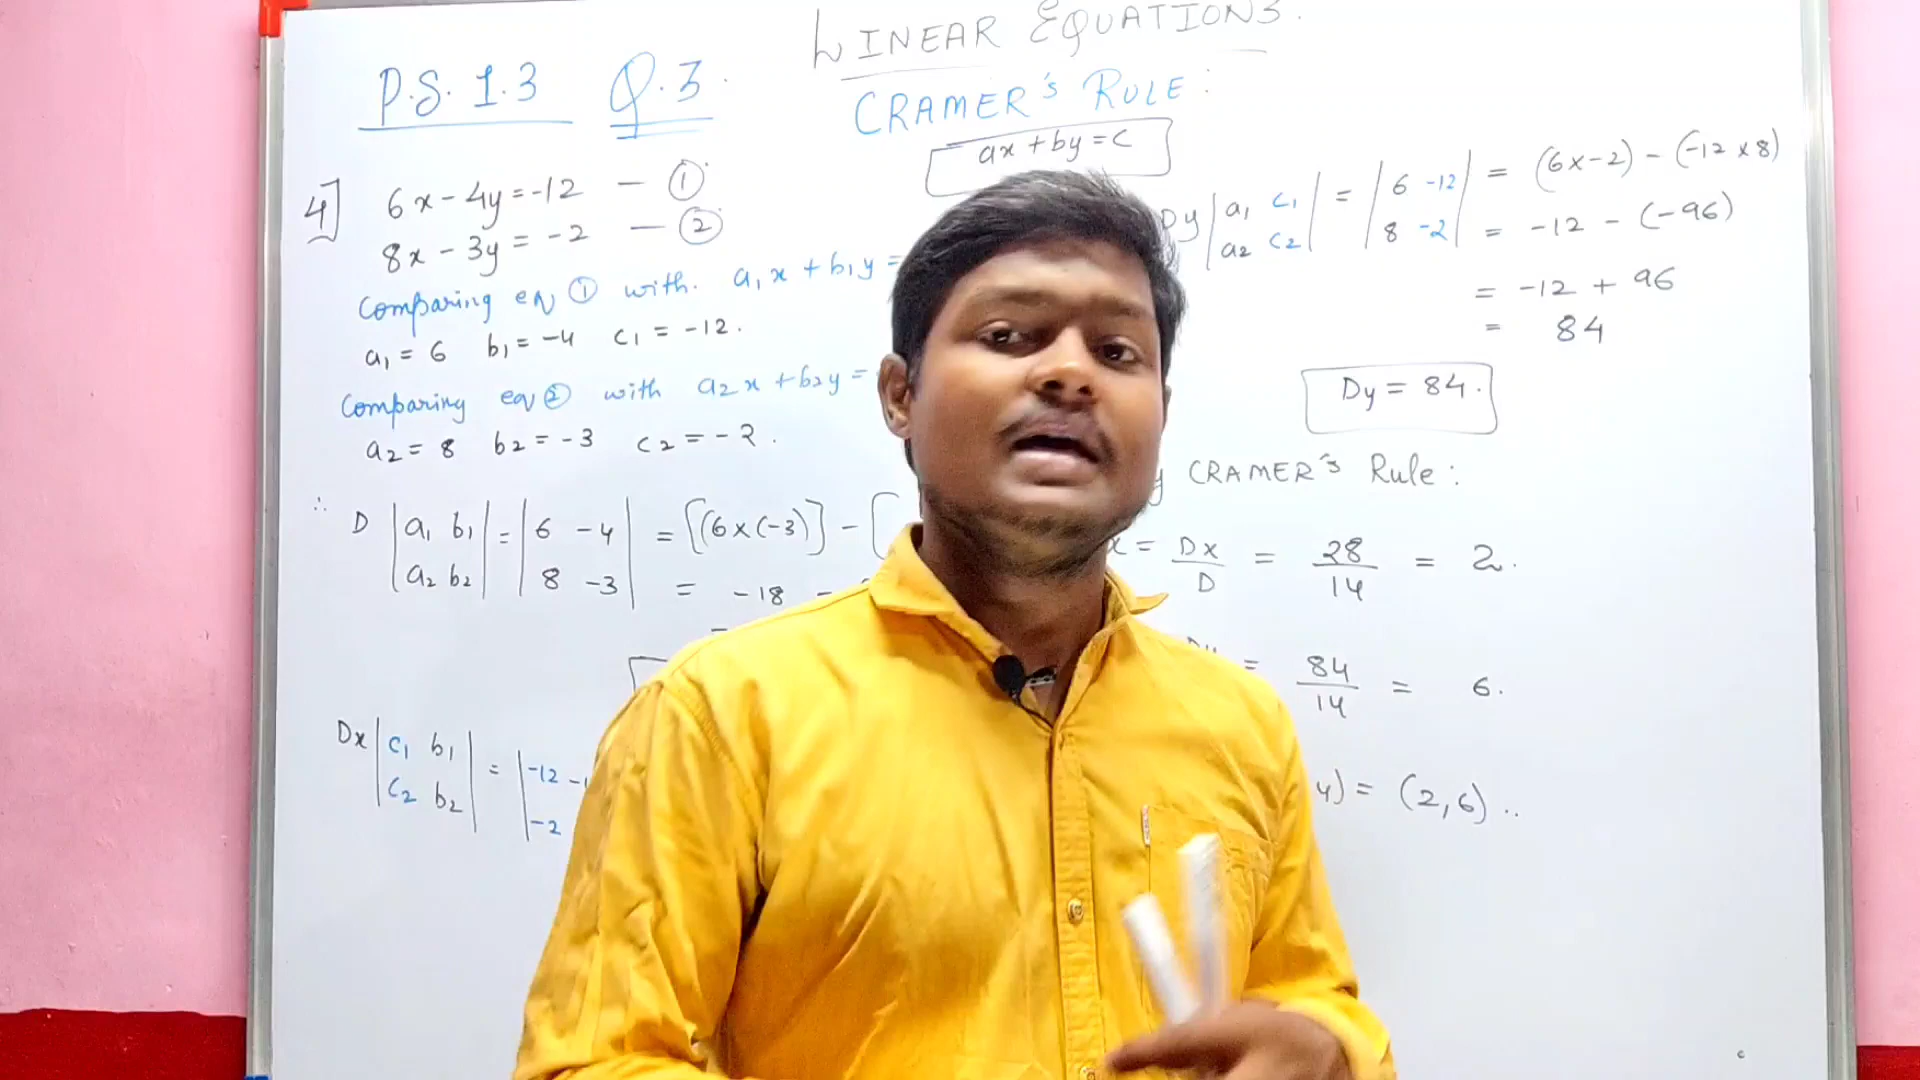 LINEAR EQUATIONS.
P.S. 1.3 Q.3.
CRAMER'S RULE:
ax + by = c
4] 6x - 4y = -12 — ①
8x - 3y = -2 — ②
Comparing eq ① with. a₁x + b₁y =
a₁ = 6 b₁ = -4 c₁ = -12.
Comparing eq ② with a₂x + b₂y =
a₂ = 8 b₂ = -3 c₂ = -2.
∴ D |a₁ b₁| = |6 -4| = [(6×(-3)] - [
|a₂ b₂| |8 -3| = -18 -
=
Dx |c₁ b₁| = |-12 -
|c₂ b₂| |-2
Dy |a₁ c₁| = |6 -12| = (6×-2) - (-12×8)
|a₂ c₂| |8 -2| = -12 - (-96)
= -12 + 96
= 84
Dy = 84.
CRAMER'S Rule:
x = Dx/D = 28/14 = 2.
= 84/14 = 6.
y) = (2,6)..